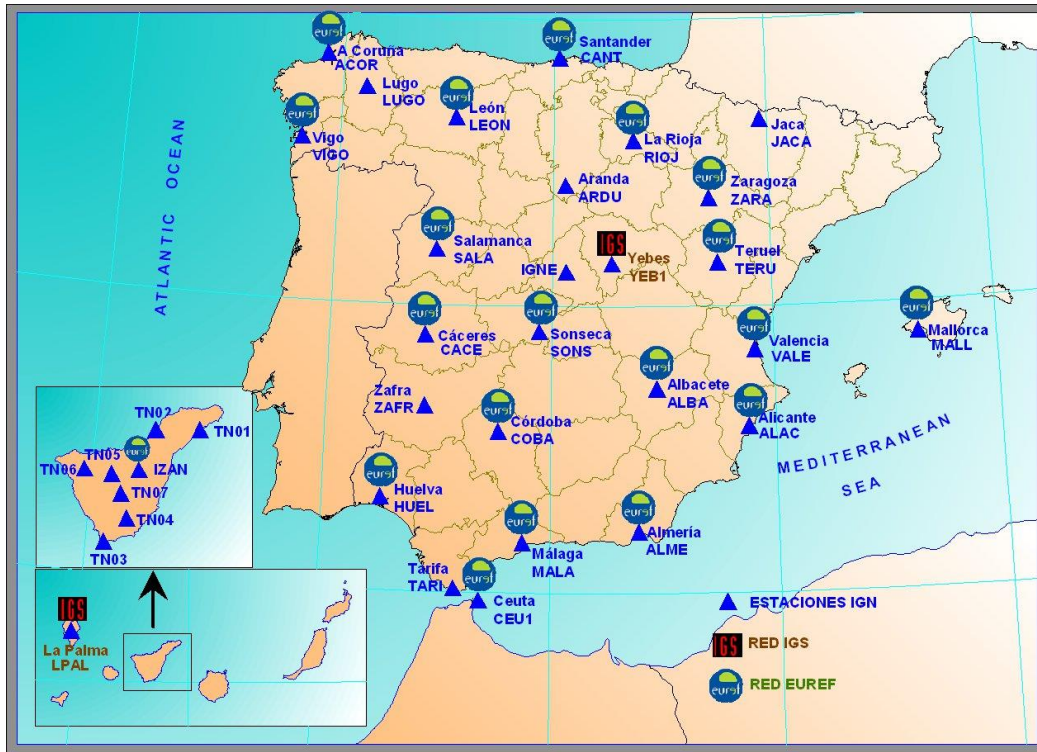 euref
A Coruña
ACOR
euref
Santander
CANT
Lugo
LUGO
euref
León
LEON
euref
Vigo
VIGO
euref
La Rioja
RIOJ
Jaca
JACA
ATLANTIC OCEAN
Aranda
ARDU
euref
Zaragoza
ZARA
euref
Salamanca
SALA
IGNE
IGS
Yebes
YEB1
euref
Teruel
TERU
euref
Cáceres
CACE
euref
Sonseca
SONS
euref
Valencia
VALE
euref
Mallorca
MALL
Zafra
ZAFR
euref
Córdoba
COBA
euref
Albacete
ALBA
euref
Alicante
ALAC
MEDITERRANEAN
SEA
euref
Huelva
HUEL
euref
Málaga
MALA
euref
Almería
ALME
Tarifa
TARI
euref
Ceuta
CEU1
TN02
TN01
TN05
euref
TN06
IZAN
TN07
TN04
TN03
IGS
La Palma
LPAL
ESTACIONES IGN
IGS RED IGS
euref RED EUREF